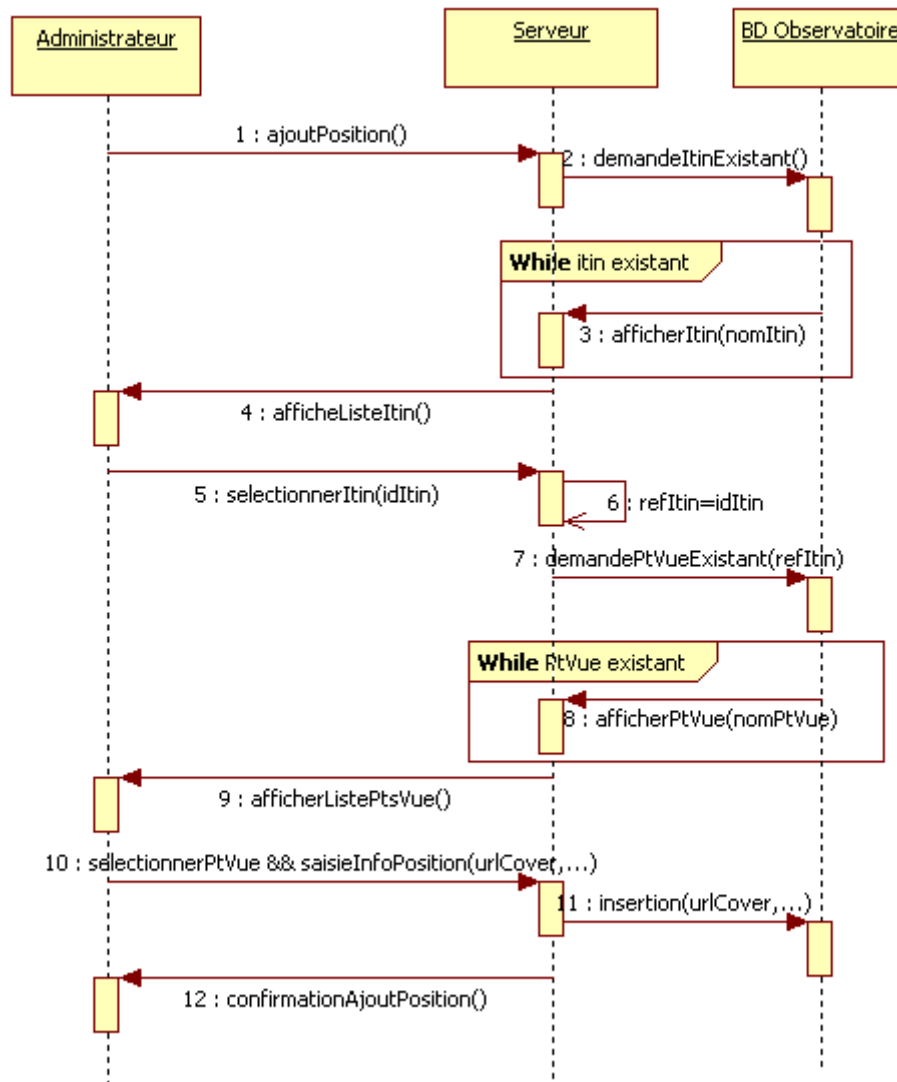 Administrateur
Serveur
BD Observatoire
1 : ajoutPosition()
2 : demandeItinExistant()
While itin existant
3 : afficherItin(nomItin)
4 : afficheListeItin()
5 : selectionnerItin(idItin)
6 : refItin=idItin
7 : demandePtVueExistant(refItin)
While PtVue existant
8 : afficherPtVue(nomPtVue)
9 : afficherListePtsVue()
10 : selectionnerPtVue && saisieInfoPosition(urlCover,...)
11 : insertion(urlCover,...)
12 : confirmationAjoutPosition()